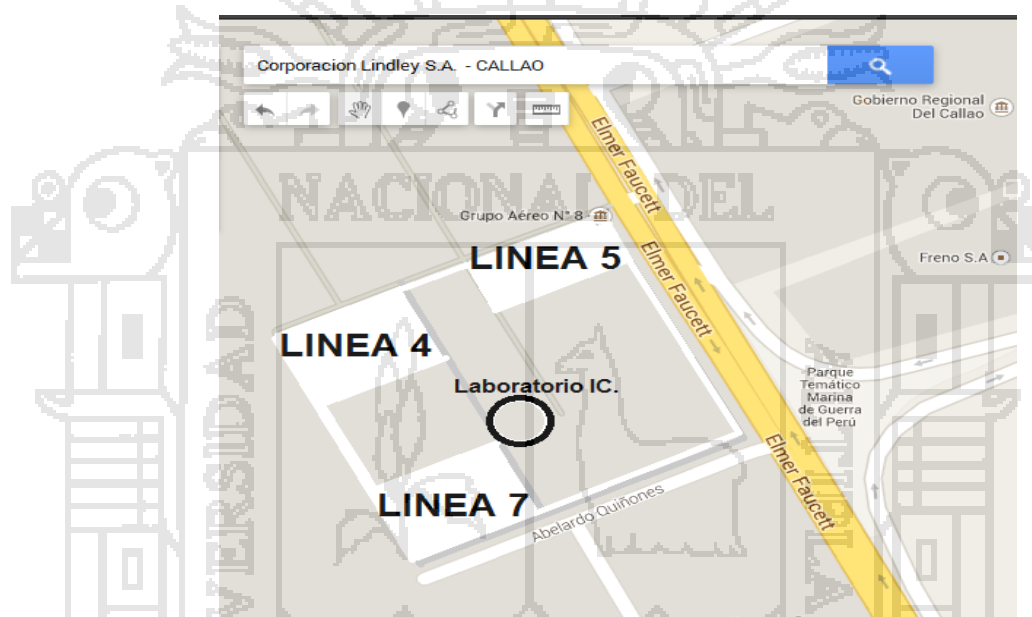 Corporacion Lindley S.A. - CALLAO
Gobierno Regional
Del Callao
Elmer Faucett
NACIONAL DEL
Grupo Aéreo N° 8
LINEA 5
Elmer Faucett
Freno S.A
LINEA 4
Laboratorio IC.
Parque
Temático
Marina
de Guerra
del Perú
LINEA 7
Abelardo Quiñones
Elmer Faucett